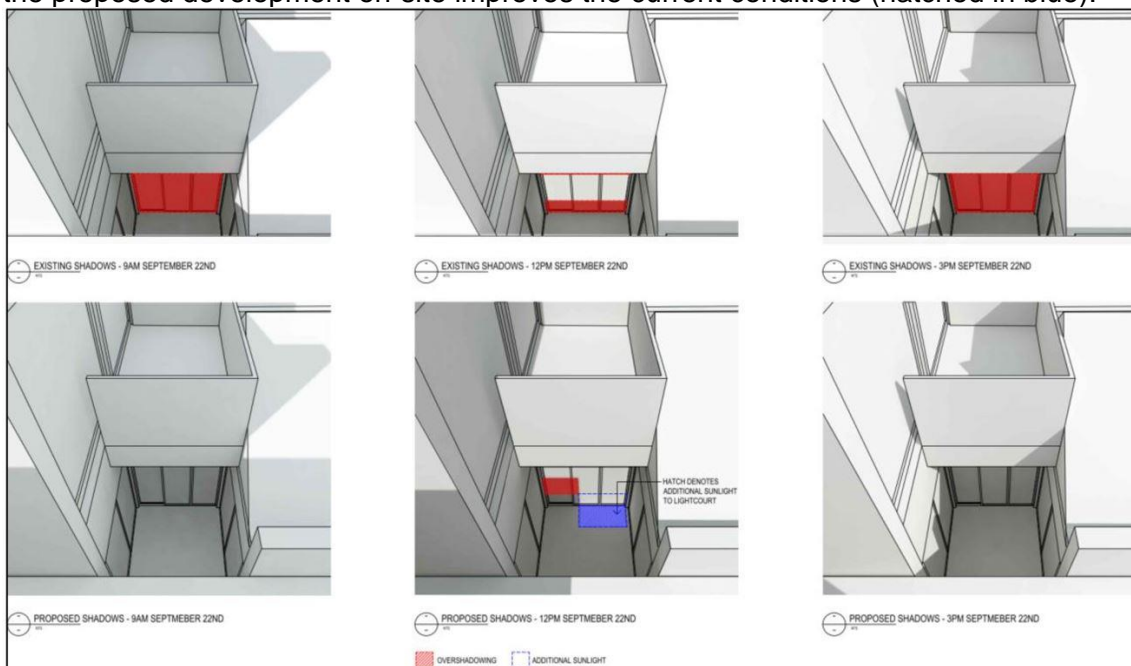 the proposed development on site improves the current conditions (hatched in blue).
EXISTING SHADOWS - 9AM SEPTEMBER 22ND
EXISTING SHADOWS - 12PM SEPTEMBER 22ND
EXISTING SHADOWS - 3PM SEPTEMBER 22ND
HATCH DENOTES
ADDITIONAL SUNLIGHT
TO LIGHTCOURT
PROPOSED SHADOWS - 9AM SEPTMEBER 22ND
PROPOSED SHADOWS - 12PM SEPTMEBER 22ND
PROPOSED SHADOWS - 3PM SEPTMEBER 22ND
OVERSHADOWING
ADDITIONAL SUNLIGHT